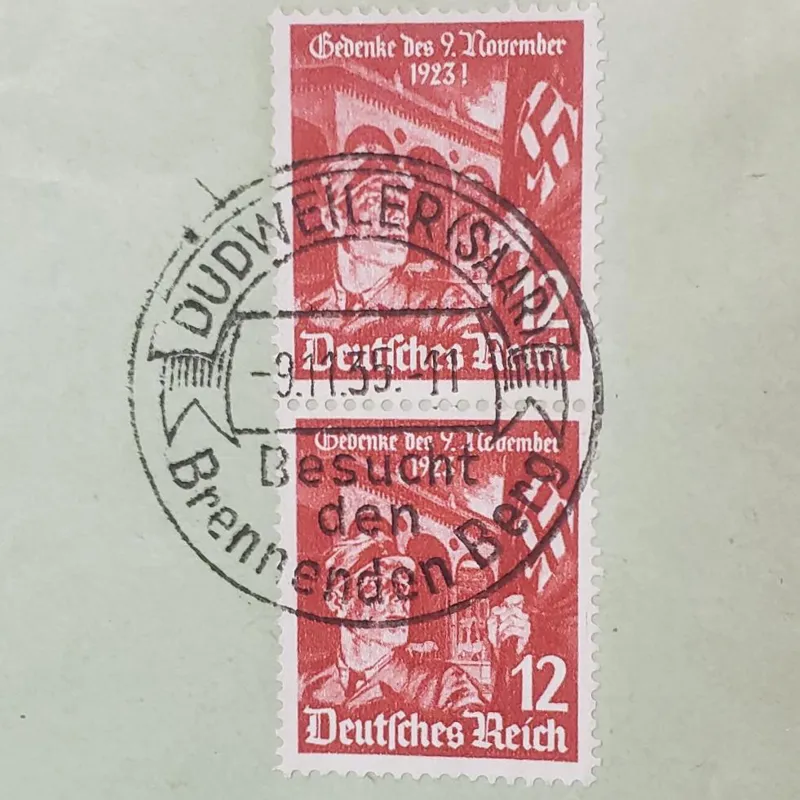 Gedenke des 9. November
1923!
Deutsches Reich
DUDWEILER (SAAR)
-9.11.35.-11
Besucht
den
Brennenden Berg
Gedenke des 9. November
1923!
12
Deutsches Reich